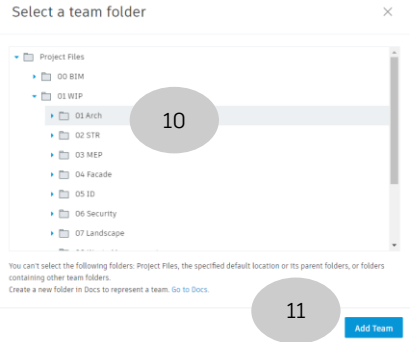 Select a team folder
Project Files
00 BIM
01 WIP
01 Arch
10
02 STR
03 MEP
04 Facade
05 ID
06 Security
07 Landscape
You can't select the following folders: Project Files, the specified default location or its parent folders, or folders
containing other team folders.
Create a new folder in Docs to represent a team. Go to Docs.
11
Add Team